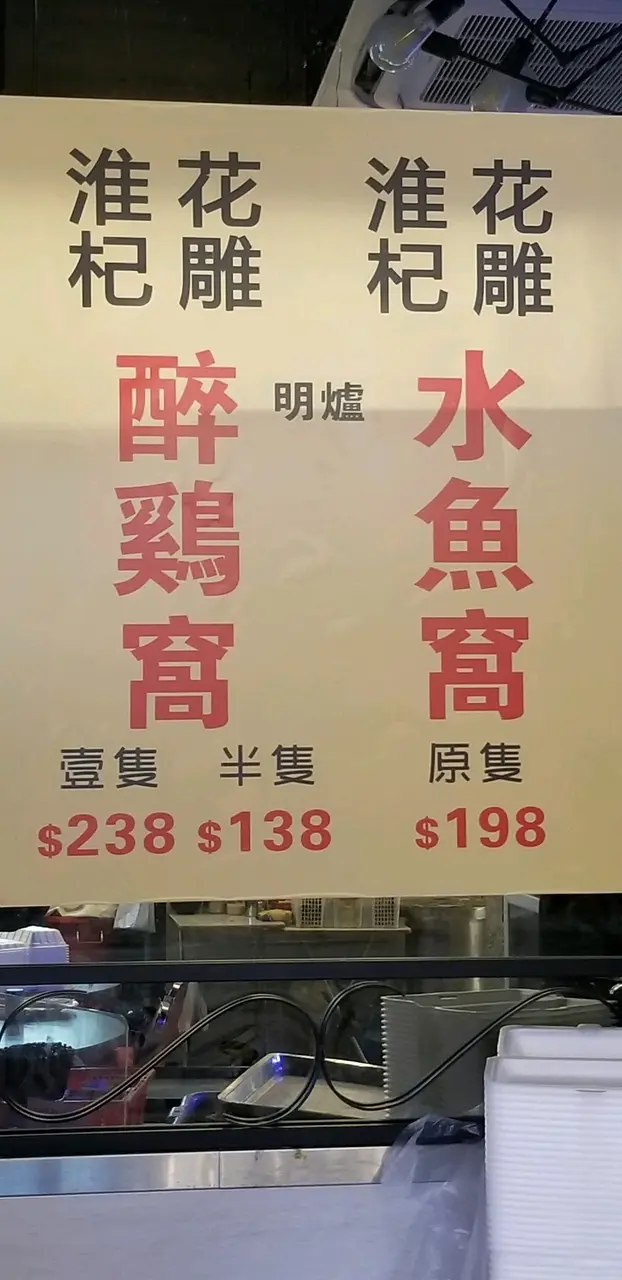 花雕
淮杞
水魚窩
原隻
$198
明爐
花雕
淮杞
醉鷄窩
壹隻 半隻
$238 $138